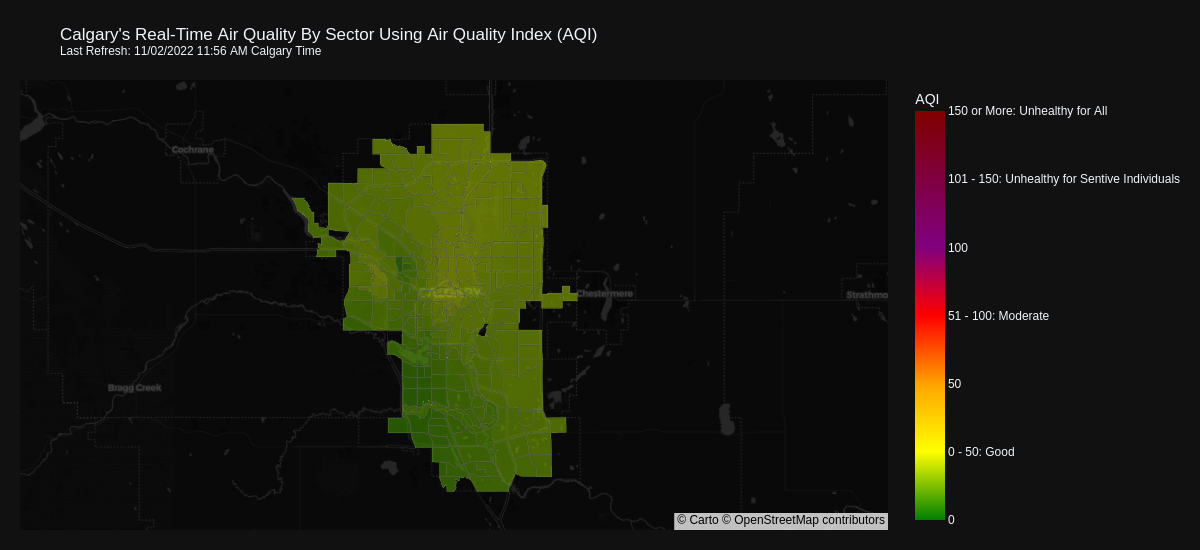 Calgary's Real-Time Air Quality By Sector Using Air Quality Index (AQI)
Last Refresh: 11/02/2022 11:56 AM Calgary Time
AQI
150 or More: Unhealthy for All
101 - 150: Unhealthy for Sentive Individuals
100
51 - 100: Moderate
50
0 - 50: Good
0
Cochrane
CALGARY
Chestermere
Strathmo
Bragg Creek
© Carto © OpenStreetMap contributors